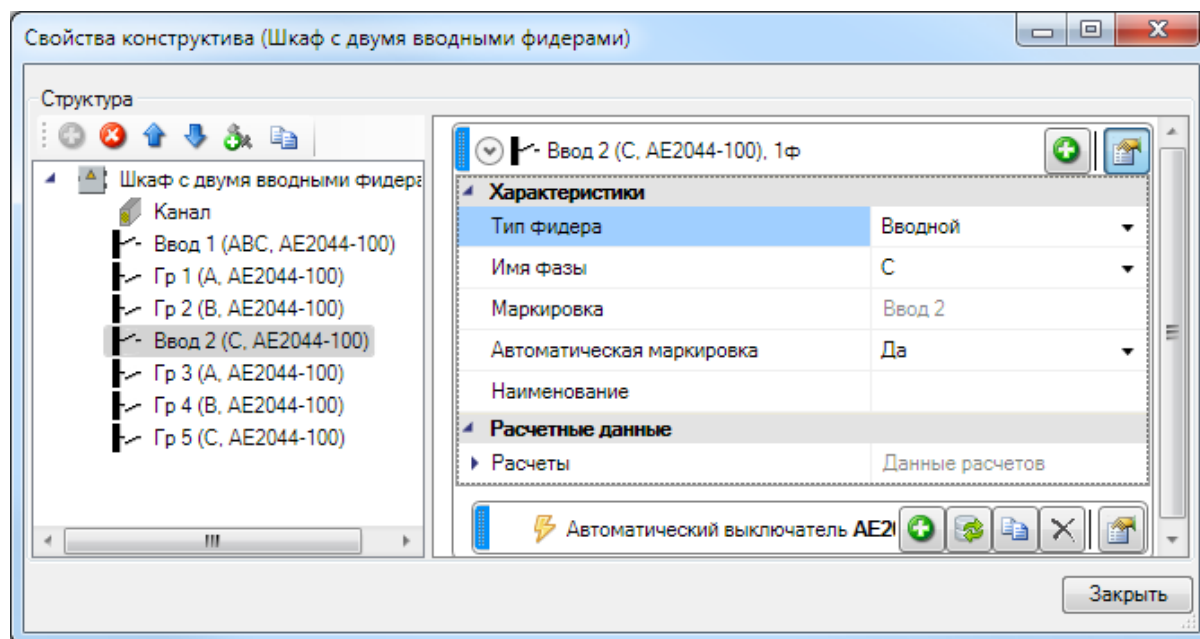 Свойства конструктива (Шкаф с двумя вводными фидерами)
Структура
Шкаф с двумя вводными фидера
Канал
Ввод 1 (ABC, AE2044-100)
Гр 1 (A, AE2044-100)
Гр 2 (B, AE2044-100)
Ввод 2 (C, AE2044-100)
Гр 3 (A, AE2044-100)
Гр 4 (B, AE2044-100)
Гр 5 (C, AE2044-100)
Ввод 2 (C, AE2044-100), 1ф
Характеристики
Тип фидера Вводной
Имя фазы C
Маркировка Ввод 2
Автоматическая маркировка Да
Наименование
Расчетные данные
Расчеты Данные расчетов
Автоматический выключатель AE20
Закрыть